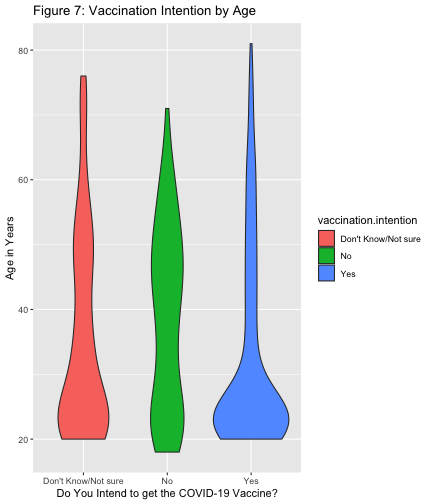 Figure 7: Vaccination Intention by Age
80
60
40
20
Age in Years
Don't Know/Not sure
No
Yes
Do You Intend to get the COVID-19 Vaccine?
vaccination.intention
Don't Know/Not sure
No
Yes